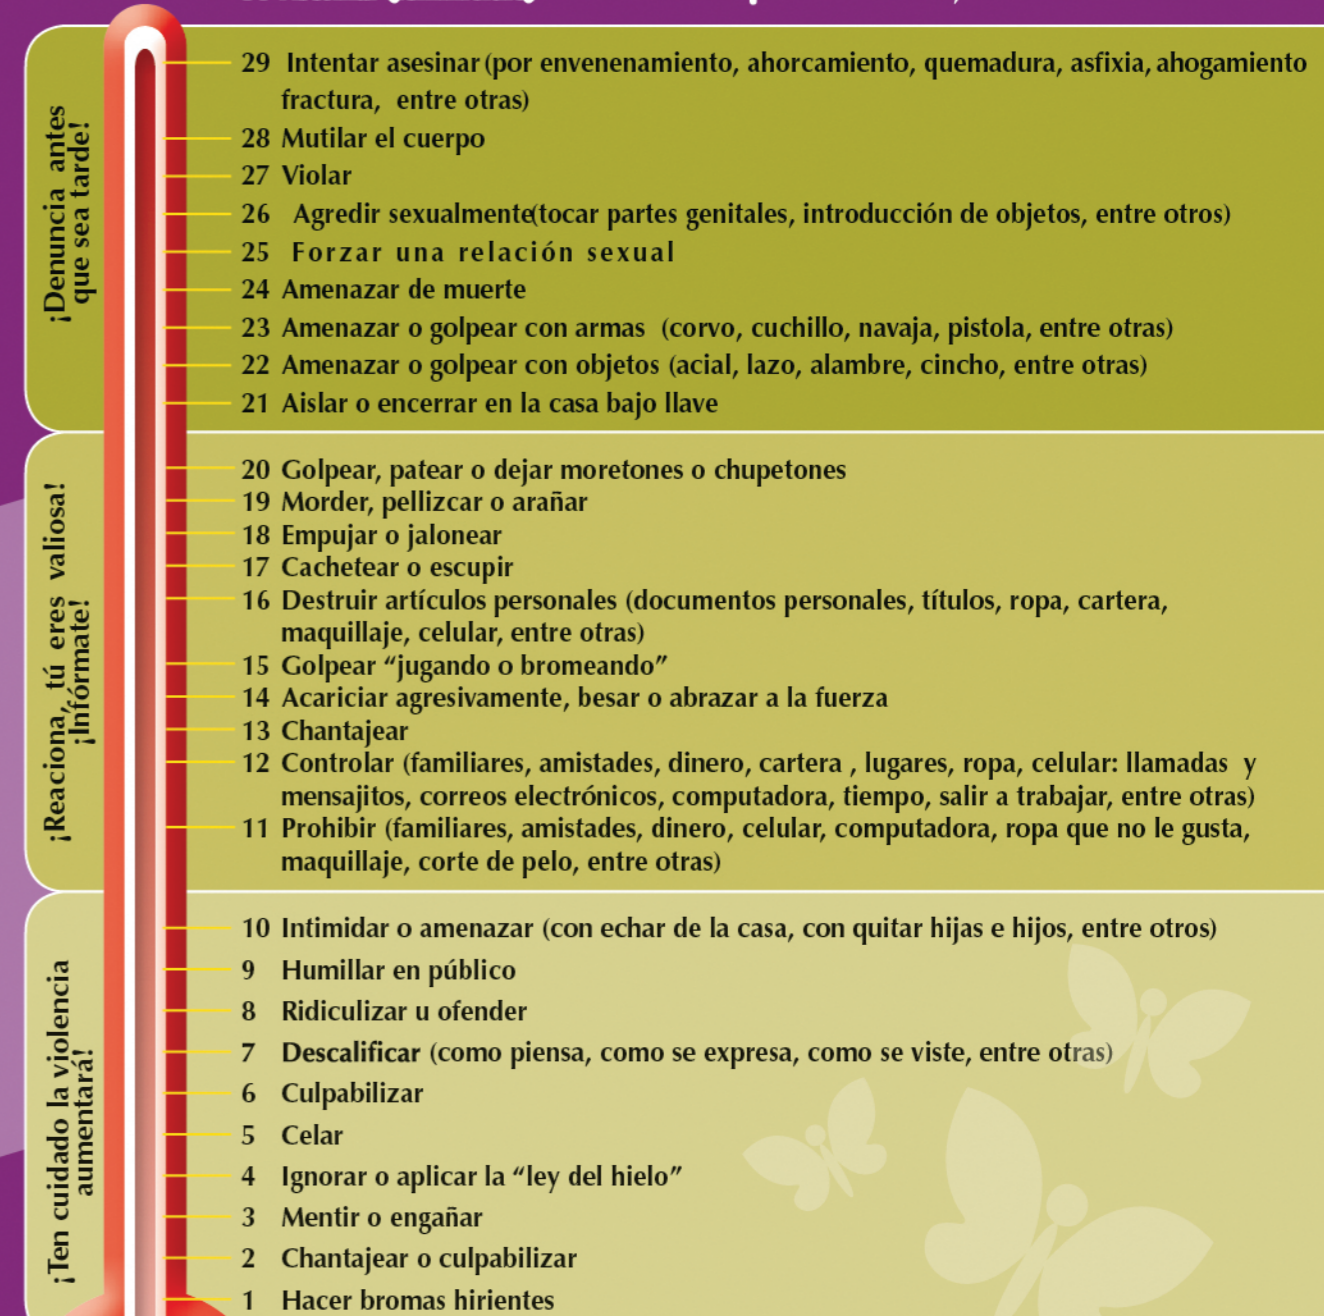 ¡Denuncia antes
que sea tarde!
29 Intentar asesinar (por envenenamiento, ahorcamiento, quemadura, asfixia, ahogamiento
fractura, entre otras)
28 Mutilar el cuerpo
27 Violar
26 Agredir sexualmente(tocar partes genitales, introducción de objetos, entre otros)
25 Forzar una relación sexual
24 Amenazar de muerte
23 Amenazar o golpear con armas (corvo, cuchillo, navaja, pistola, entre otras)
22 Amenazar o golpear con objetos (acial, lazo, alambre, cincho, entre otras)
21 Aislar o encerrar en la casa bajo llave
¡Reaciona, tú eres valiosa!
¡Infórmate!
20 Golpear, patear o dejar moretones o chupetones
19 Morder, pellizcar o arañar
18 Empujar o jalonear
17 Cachetear o escupir
16 Destruir artículos personales (documentos personales, títulos, ropa, cartera,
maquillaje, celular, entre otras)
15 Golpear “jugando o bromeando”
14 Acariciar agresivamente, besar o abrazar a la fuerza
13 Chantajear
12 Controlar (familiares, amistades, dinero, cartera , lugares, ropa, celular: llamadas y
mensajitos, correos electrónicos, computadora, tiempo, salir a trabajar, entre otras)
11 Prohibir (familiares, amistades, dinero, celular, computadora, ropa que no le gusta,
maquillaje, corte de pelo, entre otras)
¡Ten cuidado la violencia
aumentará!
10 Intimidar o amenazar (con echar de la casa, con quitar hijas e hijos, entre otros)
9 Humillar en público
8 Ridiculizar u ofender
7 Descalificar (como piensa, como se expresa, como se viste, entre otras)
6 Culpabilizar
5 Celar
4 Ignorar o aplicar la “ley del hielo”
3 Mentir o engañar
2 Chantajear o culpabilizar
1 Hacer bromas hirientes